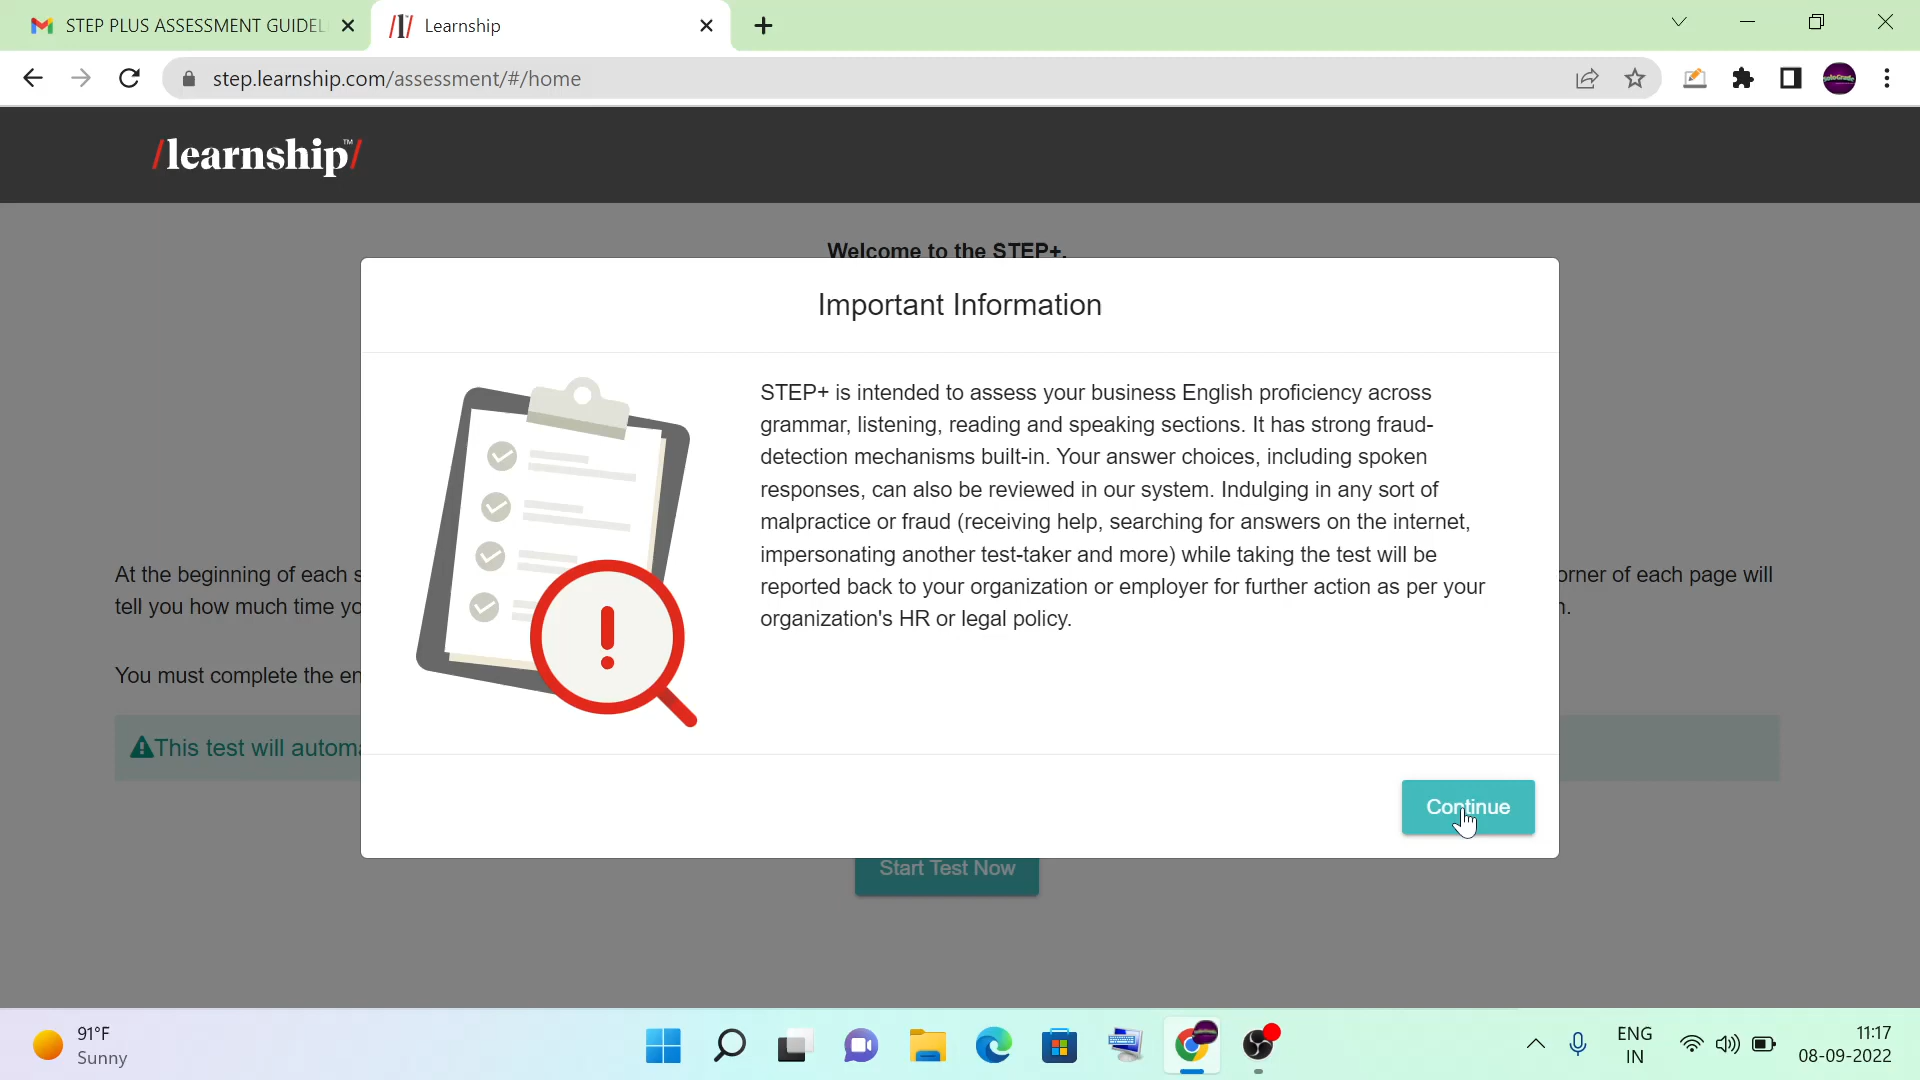 STEP PLUS ASSESSMENT GUIDEL
Learnship
step.learnship.com/assessment/#/home
/learnship™/
Welcome to the STEP+.
Important Information
STEP+ is intended to assess your business English proficiency across
grammar, listening, reading and speaking sections. It has strong fraud-
detection mechanisms built-in. Your answer choices, including spoken
responses, can also be reviewed in our system. Indulging in any sort of
malpractice or fraud (receiving help, searching for answers on the internet,
impersonating another test-taker and more) while taking the test will be
reported back to your organization or employer for further action as per your
organization's HR or legal policy.
At the beginning of each s
orner of each page will
tell you how much time yo
You must complete the en
This test will automa
Continue
Start Test Now
91°F
Sunny
ENG
IN
11:17
08-09-2022